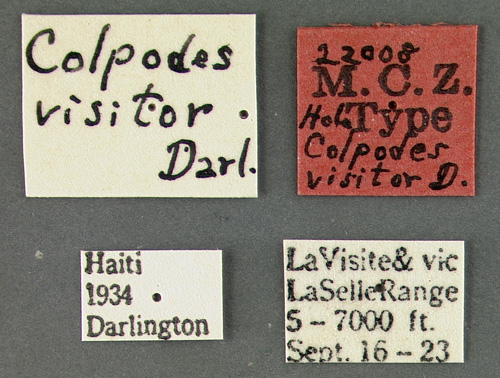 Colpodes
visitor
Darl.
22008
M.C.Z.
Holo Type
Colpodes
visitor D.
Haiti
1934
Darlington
LaVisite & vic
LaSelleRange
5 - 7000 ft.
Sept. 16 - 23